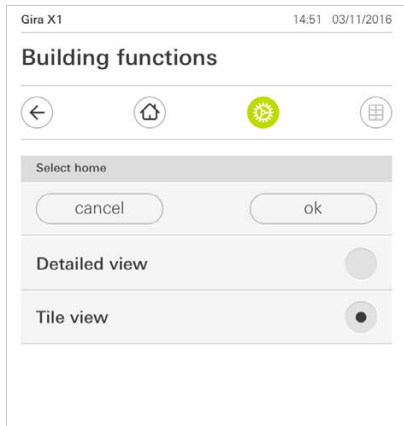 Gira X1 14:51 03/11/2016
Building functions
Select home
cancel ok
Detailed view
Tile view